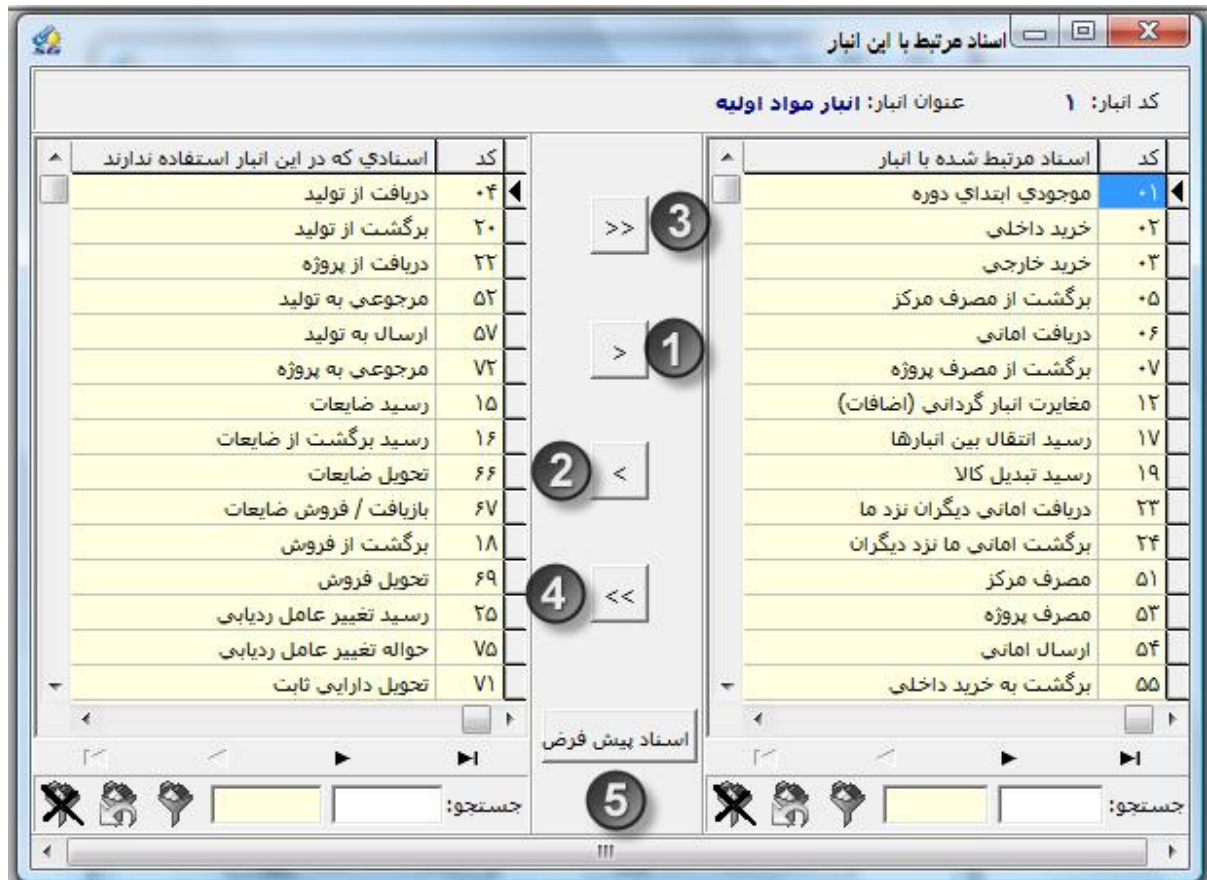 اسناد مرتبط با این انبار
کد انبار: ۱ عنوان انبار: انبار مواد اولیه
کد اسناد مرتبط شده با انبار
۰۱ موجودي ابتداي دوره
۰۲ خرید داخلی
۰۳ خرید خارجی
۰۵ برگشت از مصرف مرکز
۰۶ دریافت امانی
۰۷ برگشت از مصرف پروژه
۱۲ مغایرت انبار گردانی (اضافات)
۱۷ رسید انتقال بین انبارها
۱۹ رسید تبدیل کالا
۲۳ دریافت امانی دیگران نزد ما
۲۴ برگشت امانی ما نزد دیگران
۵۱ مصرف مرکز
۵۳ مصرف پروژه
۵۴ ارسال امانی
۵۵ برگشت به خرید داخلی
جستجو:
>> 3
> 1
2 <
4 <<
اسناد پیش فرض
5
کد اسنادي که در این انبار استفاده ندارند
۰۴ دریافت از تولید
۲۰ برگشت از تولید
۲۲ دریافت از پروژه
۵۲ مرجوعی به تولید
۵۷ ارسال به تولید
۷۲ مرجوعی به پروژه
۱۵ رسید ضایعات
۱۶ رسید برگشت از ضایعات
۶۶ تحویل ضایعات
۶۷ بازیافت / فروش ضایعات
۱۸ برگشت از فروش
۶۹ تحویل فروش
۲۵ رسید تغییر عامل ردیابی
۷۵ حواله تغییر عامل ردیابی
۷۱ تحویل دارایی ثابت
جستجو: